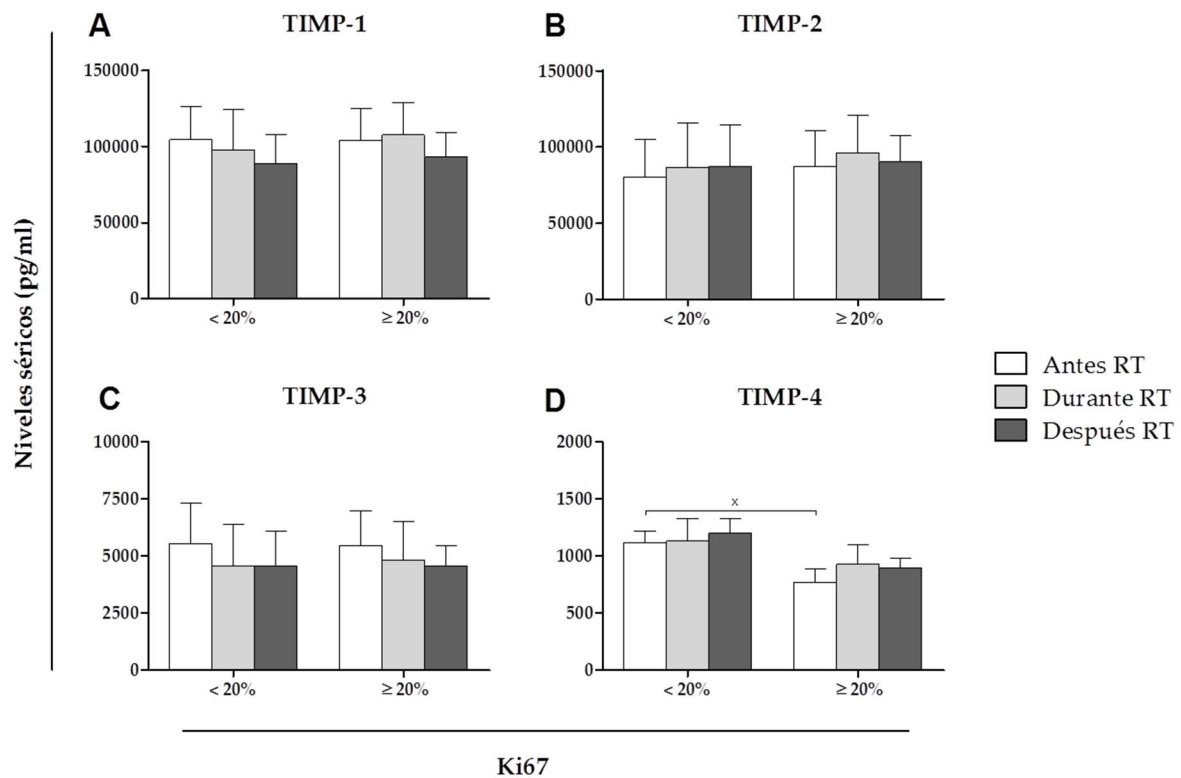 A
TIMP-1
150000
100000
50000
0
< 20%
≥ 20%
B
TIMP-2
150000
100000
50000
0
< 20%
≥ 20%
Niveles séricos (pg/ml)
C
TIMP-3
10000
7500
5000
2500
0
< 20%
≥ 20%
D
TIMP-4
2000
1500
1000
500
0
x
< 20%
≥ 20%
Antes RT
Durante RT
Después RT
Ki67